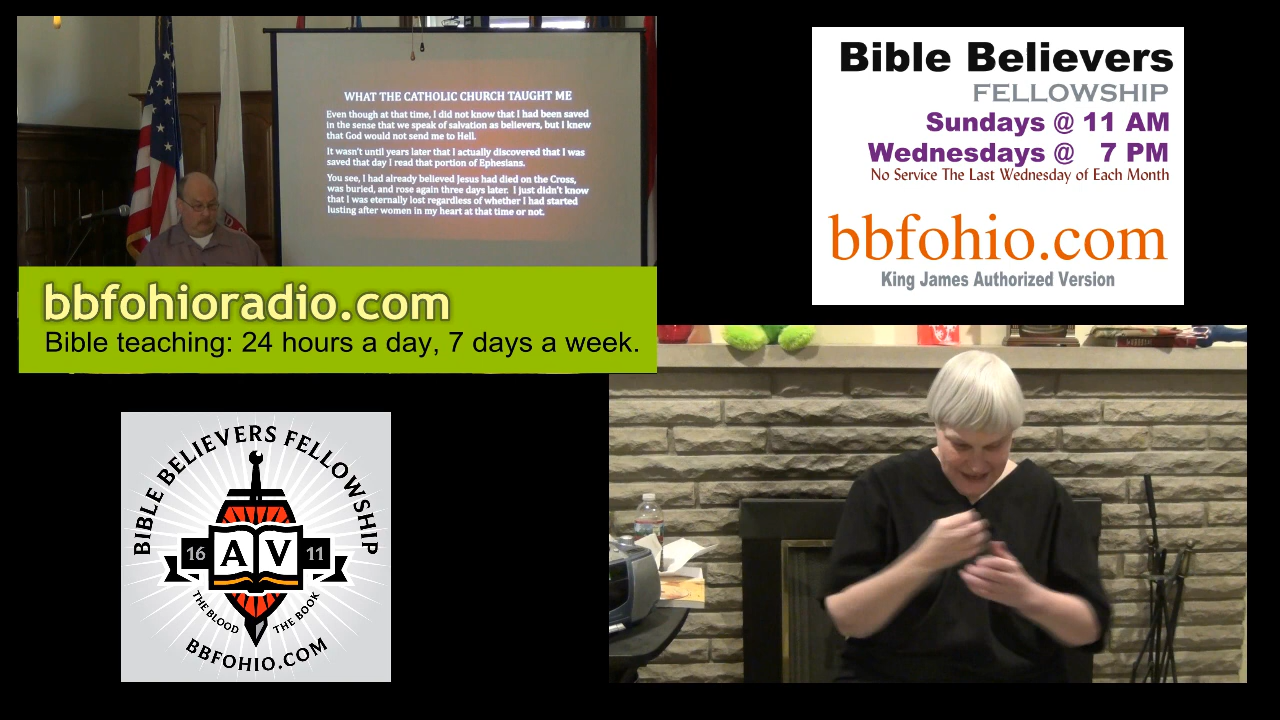 WHAT THE CATHOLIC CHURCH TAUGHT ME
Even though at that time, I did not know that I had been saved
in the sense that we speak of salvation as believers, but I knew
that God would not send me to Hell.
It wasn't until years later that I actually discovered that I was
saved that day I read that portion of Ephesians.
You see, I had already believed Jesus had died on the Cross,
was buried, and rose again three days later. I just didn't know
that I was eternally lost regardless of whether I had started
lusting after women in my heart at that time or not.
bbfohioradio.com
Bible teaching: 24 hours a day, 7 days a week.
Bible Believers
FELLOWSHIP
Sundays @ 11 AM
Wednesdays @ 7 PM
No Service The Last Wednesday of Each Month
bbfohio.com
King James Authorized Version
BIBLE BELIEVERS FELLOWSHIP
16 AV 11
THE BLOOD THE BOOK
BBFOHIO.COM